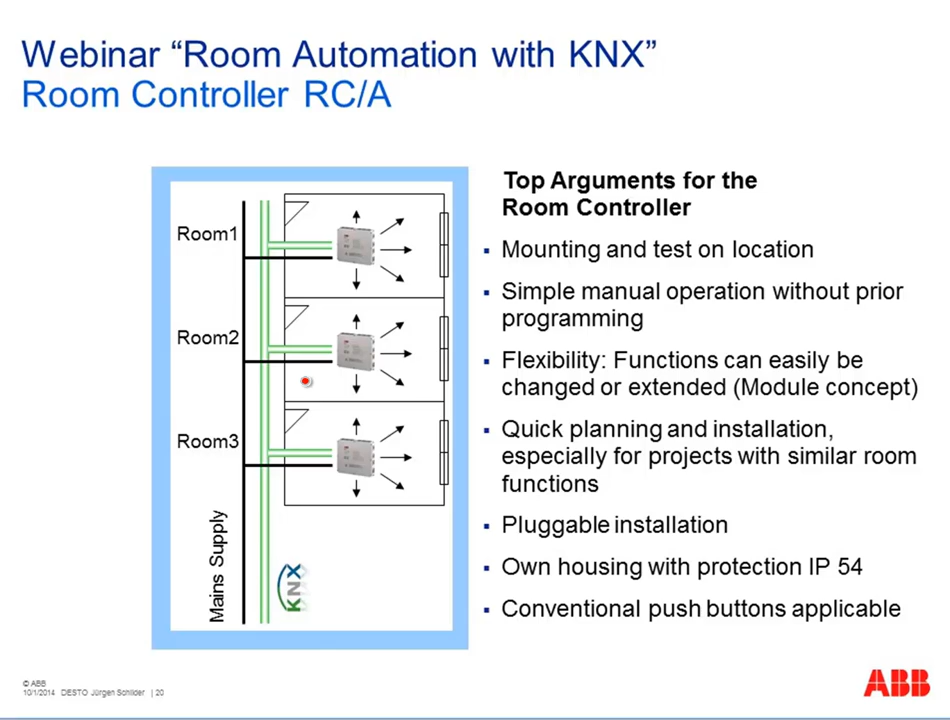 Webinar “Room Automation with KNX”
Room Controller RC/A
Room1
Room2
Room3
Mains Supply
KNX
Top Arguments for the
Room Controller
▪ Mounting and test on location
▪ Simple manual operation without prior
programming
▪ Flexibility: Functions can easily be
changed or extended (Module concept)
▪ Quick planning and installation,
especially for projects with similar room
functions
▪ Pluggable installation
▪ Own housing with protection IP 54
▪ Conventional push buttons applicable
© ABB
10/1/2014 DESTO Jürgen Schilder | 20
ABB